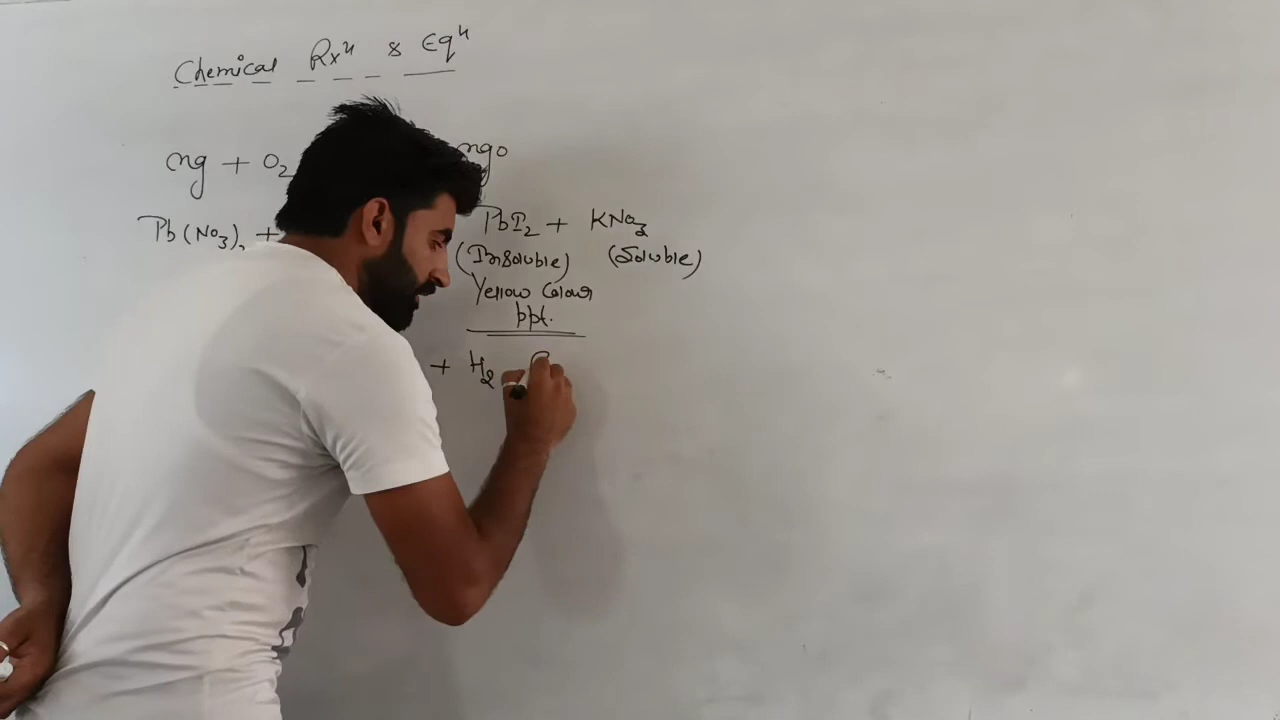 Chemical Rxn & Eqn
Mg + O2 MgO
Pb(NO3)2 + PbI2 + KNO3
(Insoluble) (Soluble)
Yellow Colour
ppt.
+ H2